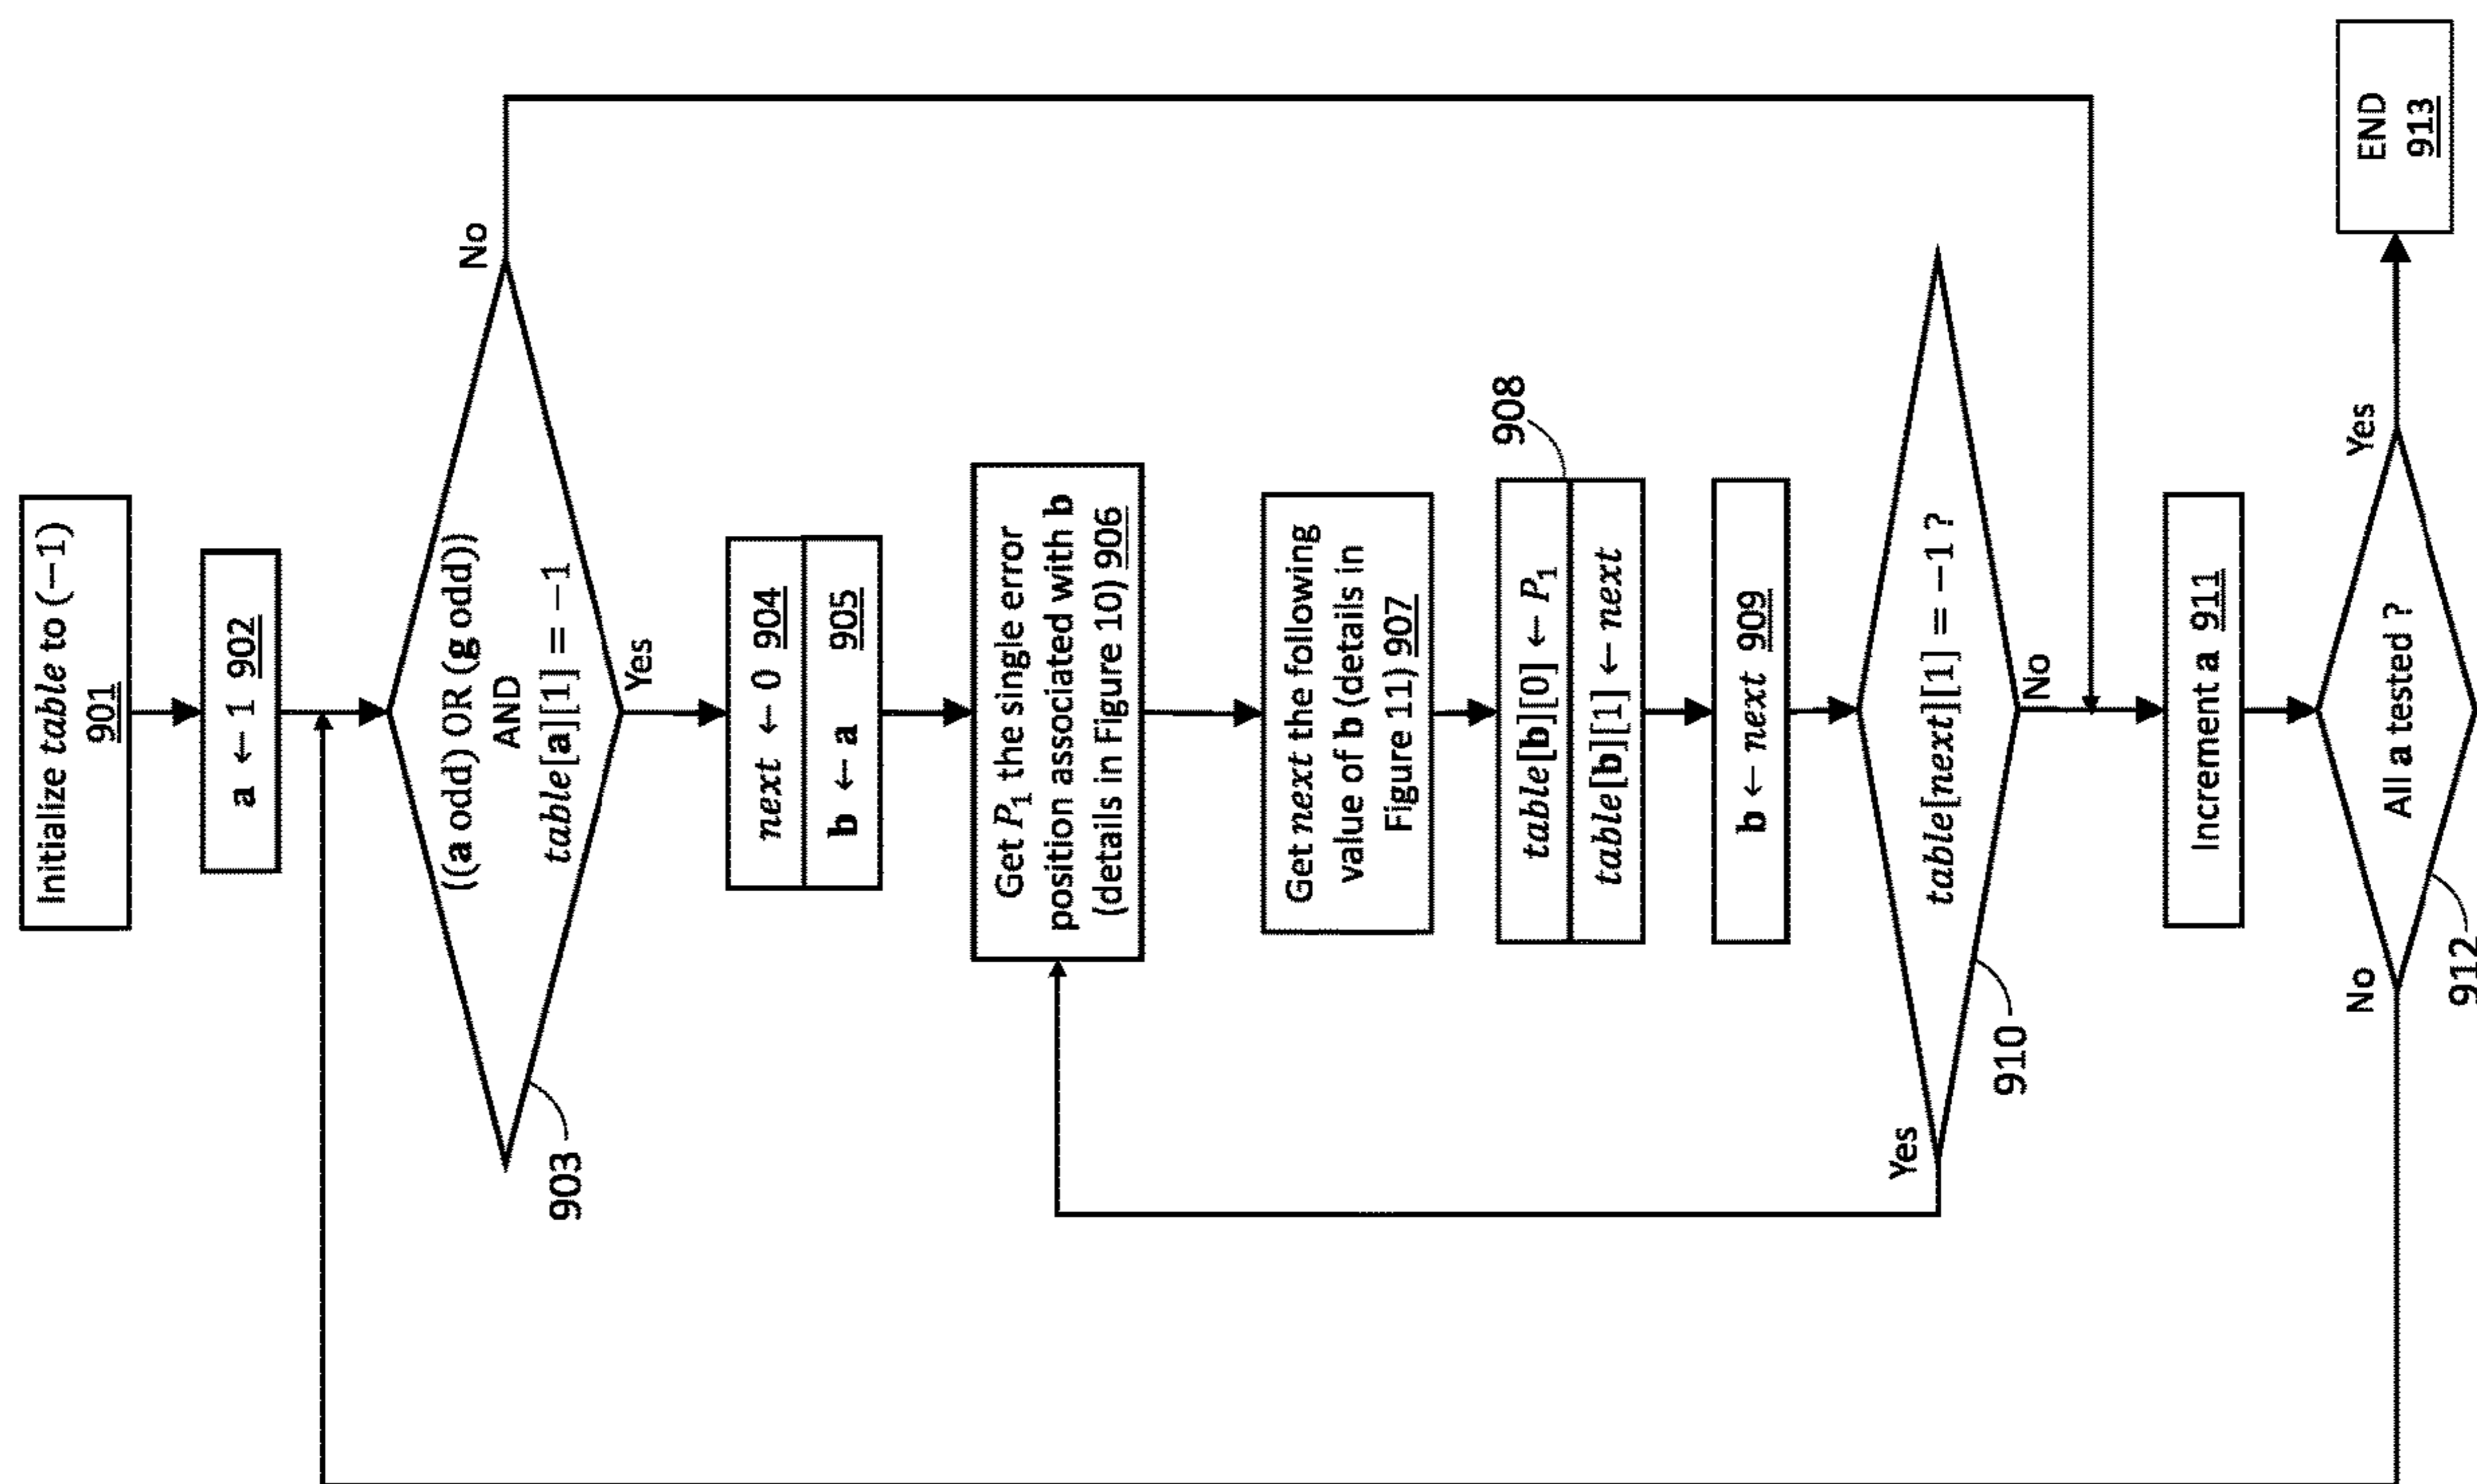 Initialize table to (−1)
901
a ← 1 902
((a odd) OR (g odd))
AND
table[a][1] = −1
No
Yes
903
next ← 0 904
b ← a 905
Get P₁ the single error
position associated with b
(details in Figure 10) 906
Get next the following
value of b (details in
Figure 11) 907
908
table[b][0] ← P₁
table[b][1] ← next
b ← next 909
Yes
table[next][1] = −1 ?
910
No
Increment a 911
No
All a tested ?
Yes
912
END
913